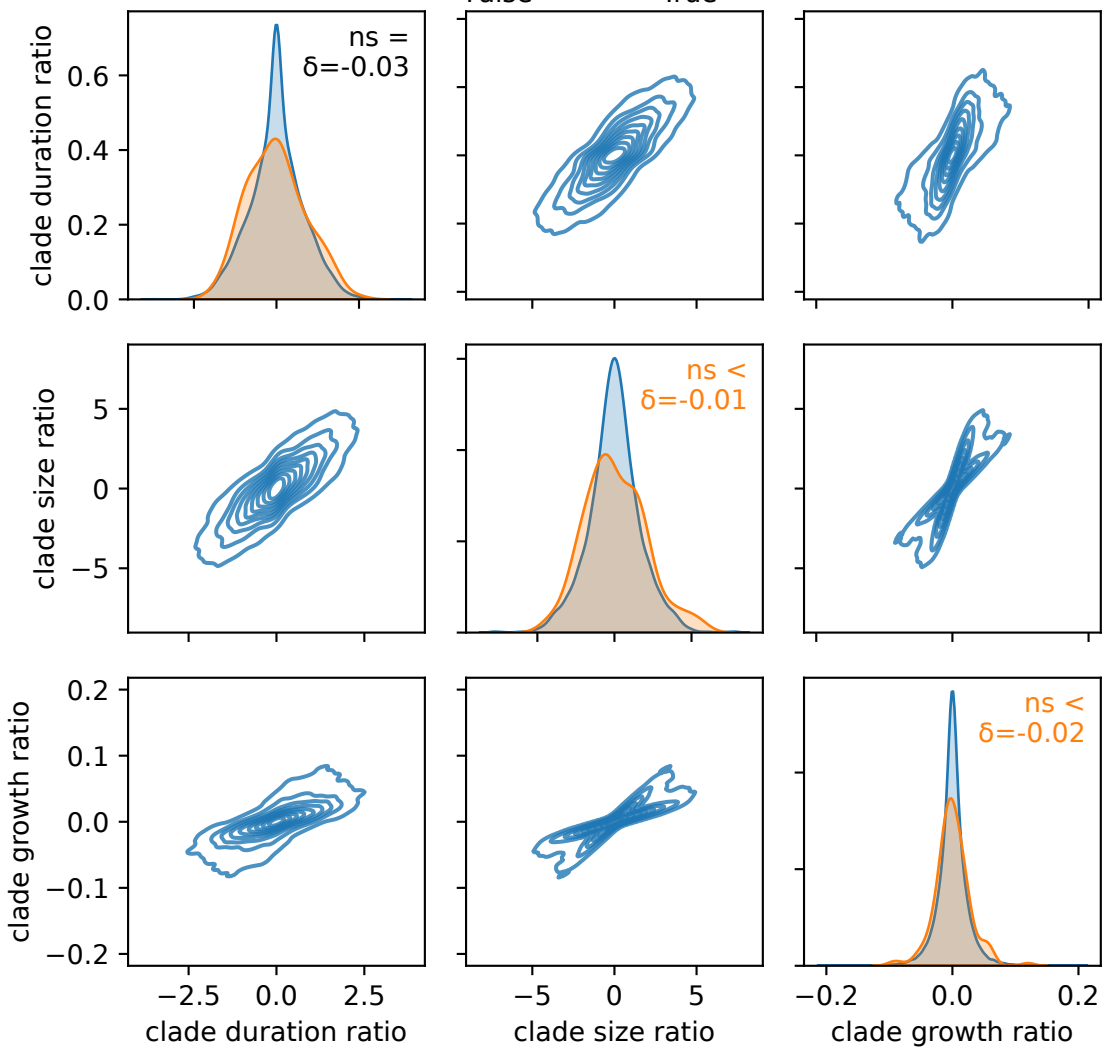 ns =
δ=-0.03
clade duration ratio
0.6
0.4
0.2
0.0
clade duration ratio
ns <
δ=-0.01
clade size ratio
5
0
−5
clade size ratio
ns <
δ=-0.02
clade growth ratio
0.2
0.1
0.0
−0.1
−0.2
clade growth ratio
−2.5 0.0 2.5
−5 0 5
−0.2 0.0 0.2